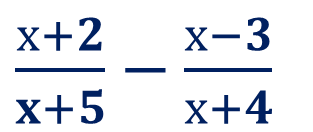 x+2 / x+5 − x−3 / x+4